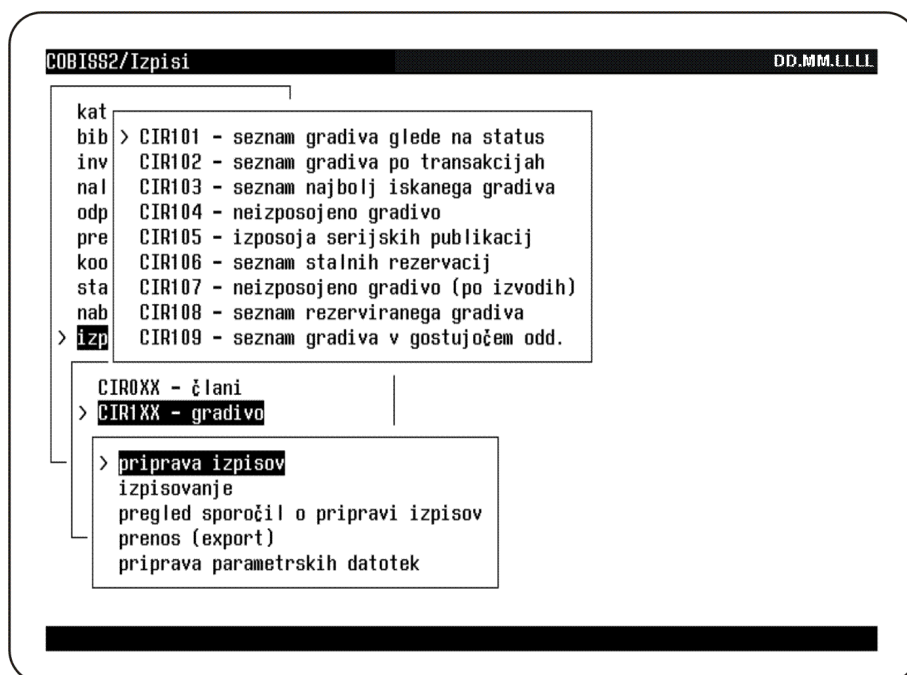 COBISS2/Izpisi DD.MM.LLLL
kat
bib > CIR101 - seznam gradiva glede na status
inv CIR102 - seznam gradiva po transakcijah
nal CIR103 - seznam najbolj iskanega gradiva
odp CIR104 - neizposojeno gradivo
pre CIR105 - izposoja serijskih publikacij
koo CIR106 - seznam stalnih rezervacij
sta CIR107 - neizposojeno gradivo (po izvodih)
nab CIR108 - seznam rezerviranega gradiva
> izp CIR109 - seznam gradiva v gostujočem odd.
CIR0XX - člani
> CIR1XX - gradivo
> priprava izpisov
izpisovanje
pregled sporočil o pripravi izpisov
prenos (export)
priprava parametrskih datotek